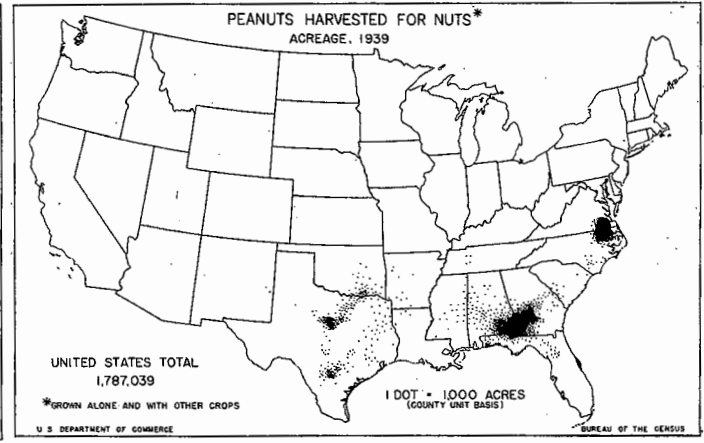 PEANUTS HARVESTED FOR NUTS*
ACREAGE, 1939
UNITED STATES TOTAL
1,787,039
*GROWN ALONE AND WITH OTHER CROPS
1 DOT = 1,000 ACRES
(COUNTY UNIT BASIS)
U S DEPARTMENT OF COMMERCE
BUREAU OF THE CENSUS